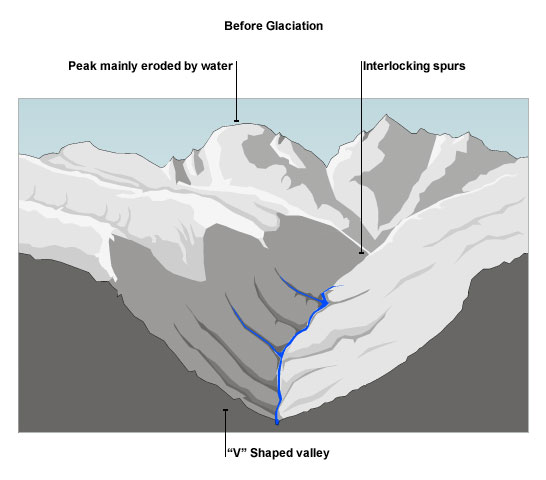 Before Glaciation
Peak mainly eroded by water
Interlocking spurs
“V” Shaped valley